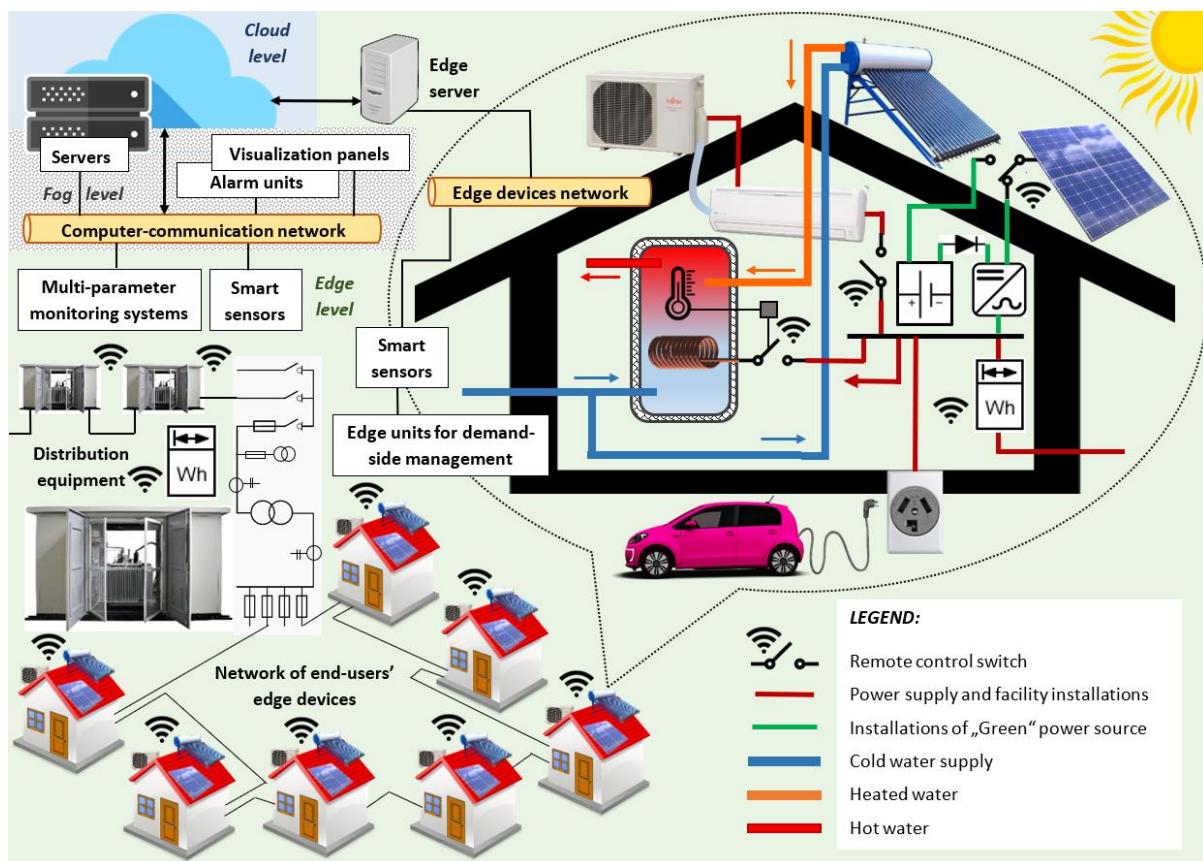 Cloud
level
Edge
server
Servers
Visualization panels
Alarm units
Fog level
Edge devices network
Computer-communication network
Multi-parameter
monitoring systems
Smart
sensors
Edge
level
Smart
sensors
Edge units for demand-
side management
Distribution
equipment
Wh
Wh
+ −
Network of end-users’
edge devices
LEGEND:
Remote control switch
Power supply and facility installations
Installations of „Green“ power source
Cold water supply
Heated water
Hot water